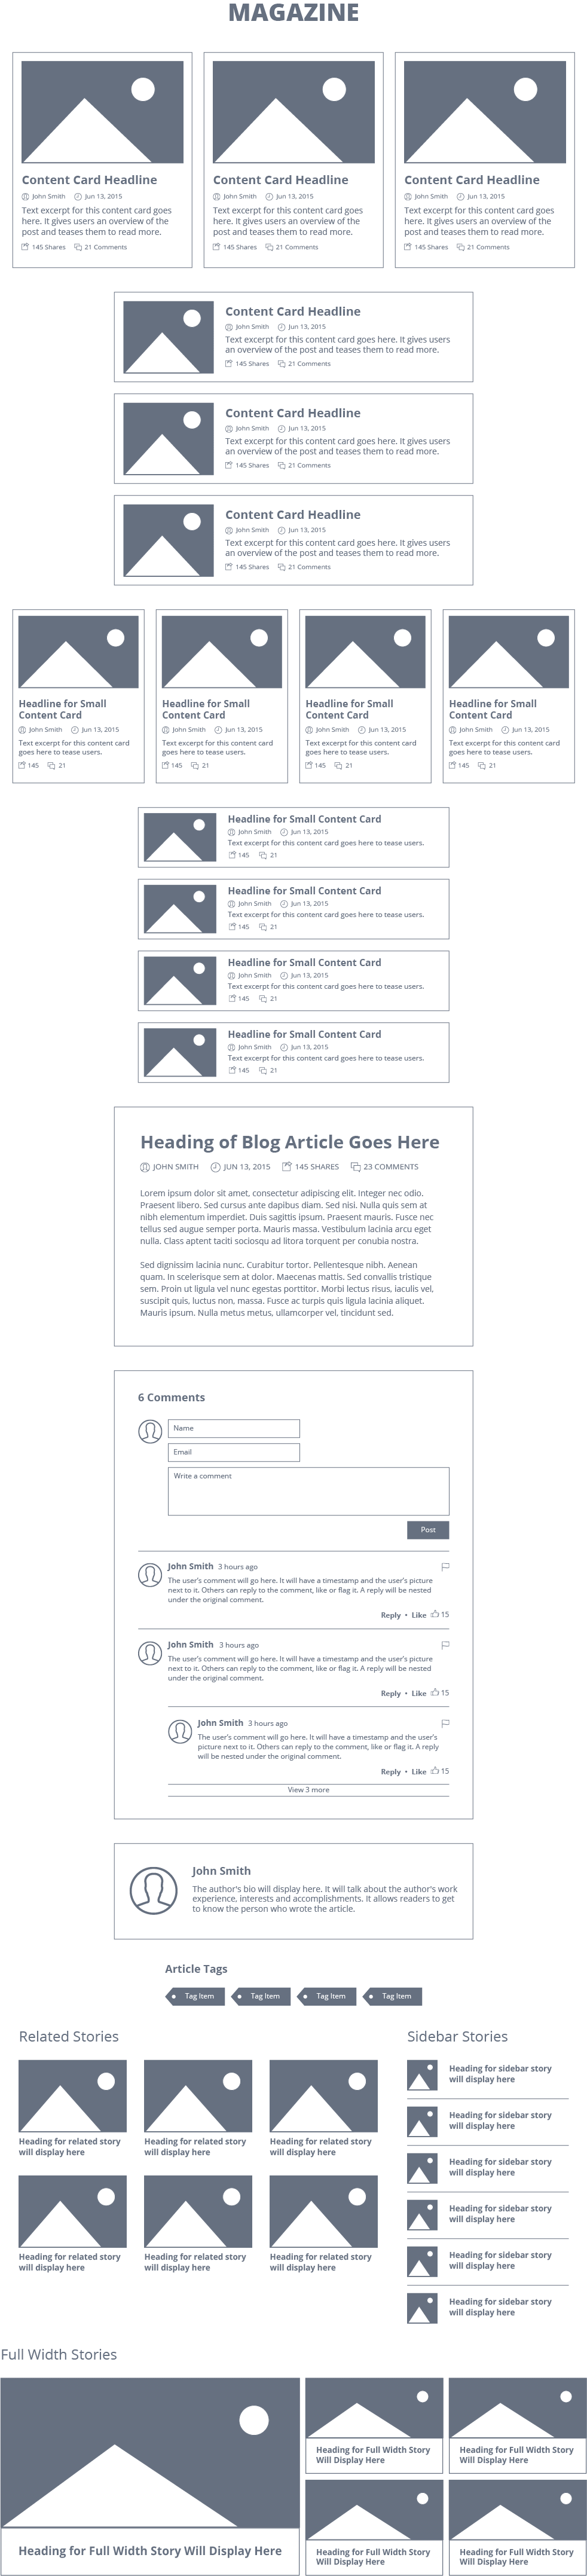 MAGAZINE
Content Card Headline
John Smith Jun 13, 2015
Text excerpt for this content card goes
here. It gives users an overview of the
post and teases them to read more.
145 Shares 21 Comments
Content Card Headline
John Smith Jun 13, 2015
Text excerpt for this content card goes
here. It gives users an overview of the
post and teases them to read more.
145 Shares 21 Comments
Content Card Headline
John Smith Jun 13, 2015
Text excerpt for this content card goes
here. It gives users an overview of the
post and teases them to read more.
145 Shares 21 Comments
Content Card Headline
John Smith Jun 13, 2015
Text excerpt for this content card goes here. It gives users
an overview of the post and teases them to read more.
145 Shares 21 Comments
Content Card Headline
John Smith Jun 13, 2015
Text excerpt for this content card goes here. It gives users
an overview of the post and teases them to read more.
145 Shares 21 Comments
Content Card Headline
John Smith Jun 13, 2015
Text excerpt for this content card goes here. It gives users
an overview of the post and teases them to read more.
145 Shares 21 Comments
Headline for Small
Content Card
John Smith Jun 13, 2015
Text excerpt for this content card
goes here to tease users.
145 21
Headline for Small
Content Card
John Smith Jun 13, 2015
Text excerpt for this content card
goes here to tease users.
145 21
Headline for Small
Content Card
John Smith Jun 13, 2015
Text excerpt for this content card
goes here to tease users.
145 21
Headline for Small
Content Card
John Smith Jun 13, 2015
Text excerpt for this content card
goes here to tease users.
145 21
Headline for Small Content Card
John Smith Jun 13, 2015
Text excerpt for this content card goes here to tease users.
145 21
Headline for Small Content Card
John Smith Jun 13, 2015
Text excerpt for this content card goes here to tease users.
145 21
Headline for Small Content Card
John Smith Jun 13, 2015
Text excerpt for this content card goes here to tease users.
145 21
Headline for Small Content Card
John Smith Jun 13, 2015
Text excerpt for this content card goes here to tease users.
145 21
Heading of Blog Article Goes Here
JOHN SMITH JUN 13, 2015 145 SHARES 23 COMMENTS
Lorem ipsum dolor sit amet, consectetur adipiscing elit. Integer nec odio.
Praesent libero. Sed cursus ante dapibus diam. Sed nisi. Nulla quis sem at
nibh elementum imperdiet. Duis sagittis ipsum. Praesent mauris. Fusce nec
tellus sed augue semper porta. Mauris massa. Vestibulum lacinia arcu eget
nulla. Class aptent taciti sociosqu ad litora torquent per conubia nostra.
Sed dignissim lacinia nunc. Curabitur tortor. Pellentesque nibh. Aenean
quam. In scelerisque sem at dolor. Maecenas mattis. Sed convallis tristique
sem. Proin ut ligula vel nunc egestas porttitor. Morbi lectus risus, iaculis vel,
suscipit quis, luctus non, massa. Fusce ac turpis quis ligula lacinia aliquet.
Mauris ipsum. Nulla metus metus, ullamcorper vel, tincidunt sed.
6 Comments
Name
Email
Write a comment
Post
John Smith 3 hours ago
The user's comment will go here. It will have a timestamp and the user's picture
next to it. Others can reply to the comment, like or flag it. A reply will be nested
under the original comment.
Reply • Like 15
John Smith 3 hours ago
The user's comment will go here. It will have a timestamp and the user's picture
next to it. Others can reply to the comment, like or flag it. A reply will be nested
under the original comment.
Reply • Like 15
John Smith 3 hours ago
The user's comment will go here. It will have a timestamp and the user's
picture next to it. Others can reply to the comment, like or flag it. A reply
will be nested under the original comment.
Reply • Like 15
View 3 more
John Smith
The author's bio will display here. It will talk about the author's work
experience, interests and accomplishments. It allows readers to get
to know the person who wrote the article.
Article Tags
Tag Item Tag Item Tag Item Tag Item
Related Stories
Heading for related story
will display here
Heading for related story
will display here
Heading for related story
will display here
Heading for related story
will display here
Heading for related story
will display here
Heading for related story
will display here
Sidebar Stories
Heading for sidebar story
will display here
Heading for sidebar story
will display here
Heading for sidebar story
will display here
Heading for sidebar story
will display here
Heading for sidebar story
will display here
Heading for sidebar story
will display here
Full Width Stories
Heading for Full Width Story Will Display Here
Heading for Full Width Story
Will Display Here
Heading for Full Width Story
Will Display Here
Heading for Full Width Story
Will Display Here
Heading for Full Width Story
Will Display Here